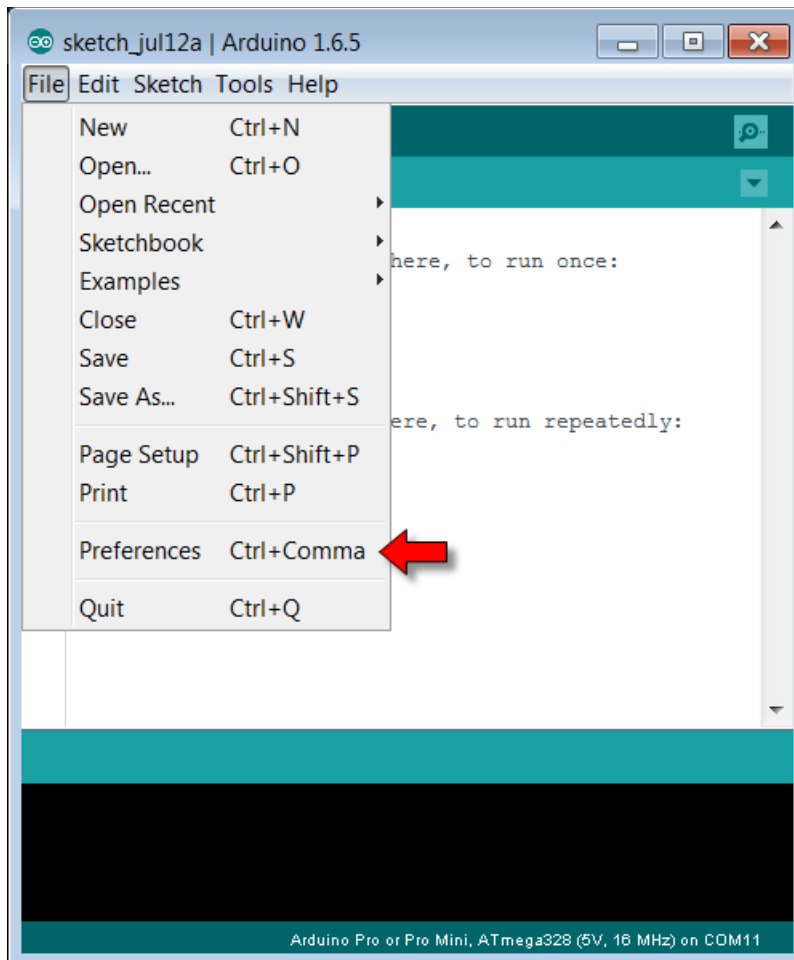 sketch_jul12a | Arduino 1.6.5
File Edit Sketch Tools Help
New Ctrl+N
Open... Ctrl+O
Open Recent
Sketchbook
here, to run once:
Examples
Close Ctrl+W
Save Ctrl+S
Save As... Ctrl+Shift+S
ere, to run repeatedly:
Page Setup Ctrl+Shift+P
Print Ctrl+P
Preferences Ctrl+Comma
Quit Ctrl+Q
Arduino Pro or Pro Mini, ATmega328 (5V, 16 MHz) on COM11